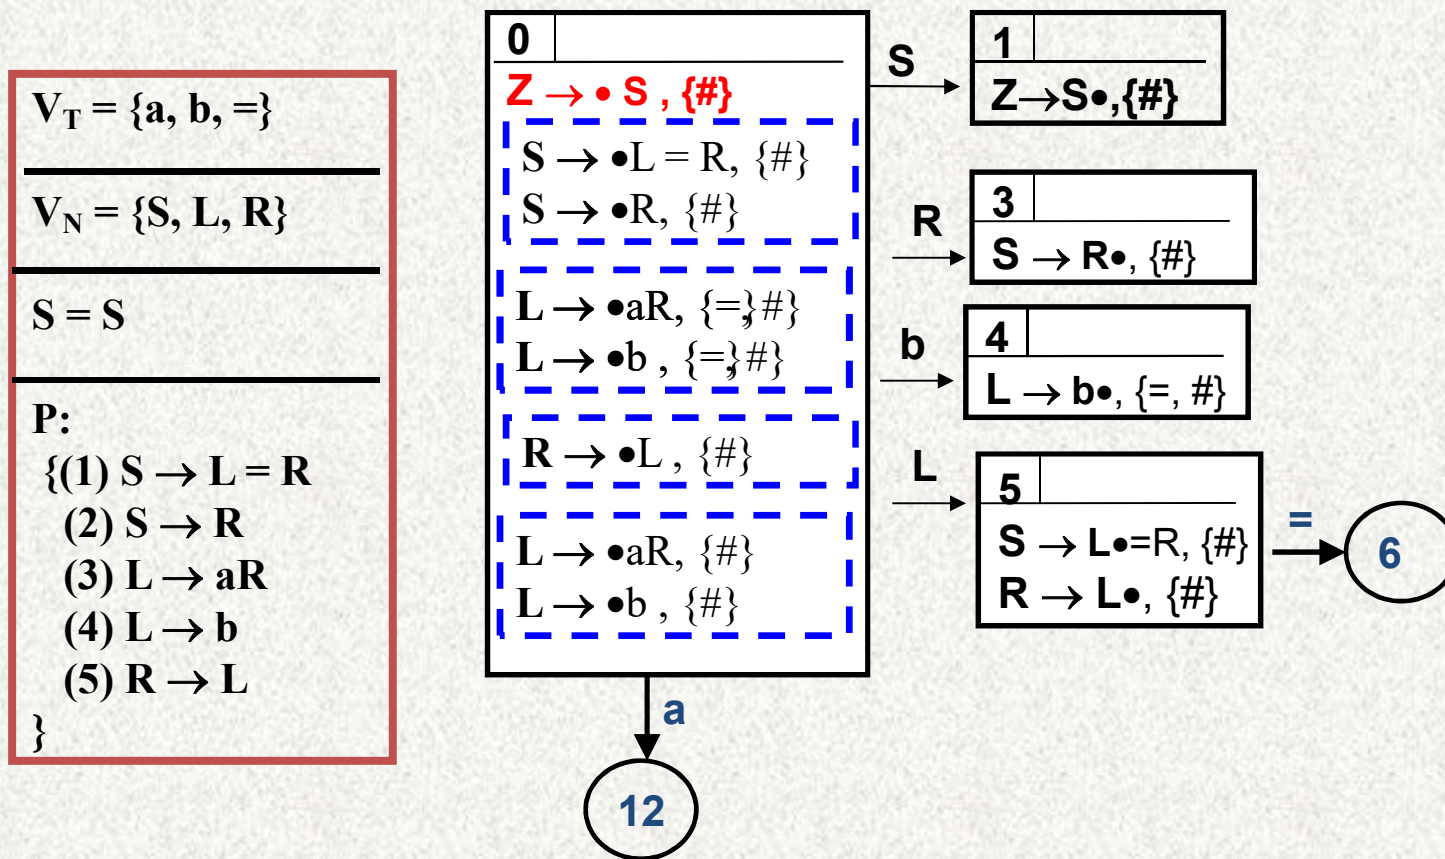 V_T = {a, b, =}
V_N = {S, L, R}
S = S
P:
{(1) S → L = R
(2) S → R
(3) L → aR
(4) L → b
(5) R → L
}
0
Z → • S , {#}
S → •L = R, {#}
S → •R, {#}
L → •aR, {=,}#}
L → •b , {=,}#}
R → •L , {#}
L → •aR, {#}
L → •b , {#}
a
12
S
1
Z→S•,{#}
R
3
S → R•, {#}
b
4
L → b•, {=, #}
L
5
S → L•=R, {#}
R → L•, {#}
=
6